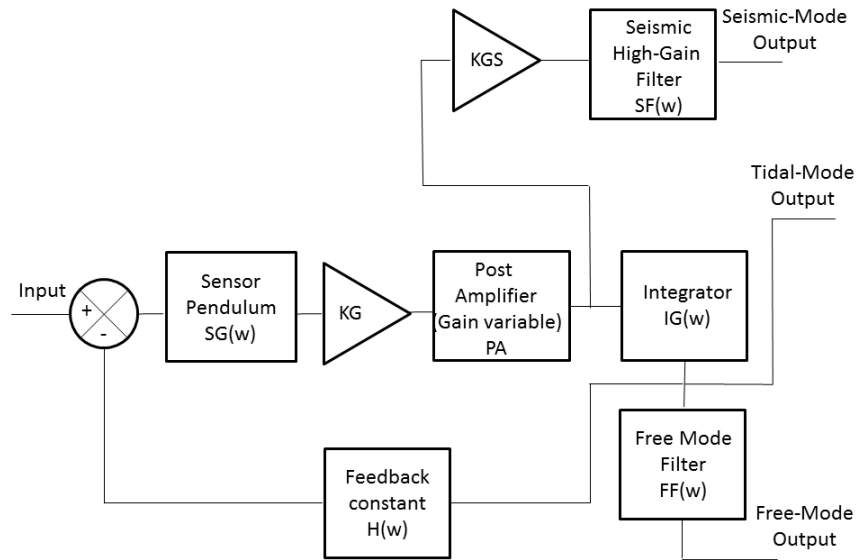 Seismic-Mode
Output
Seismic
High-Gain
Filter
SF(w)
KGS
Tidal-Mode
Output
Input
+
-
Sensor
Pendulum
SG(w)
KG
Post
Amplifier
(Gain variable)
PA
Integrator
IG(w)
Feedback
constant
H(w)
Free Mode
Filter
FF(w)
Free-Mode
Output